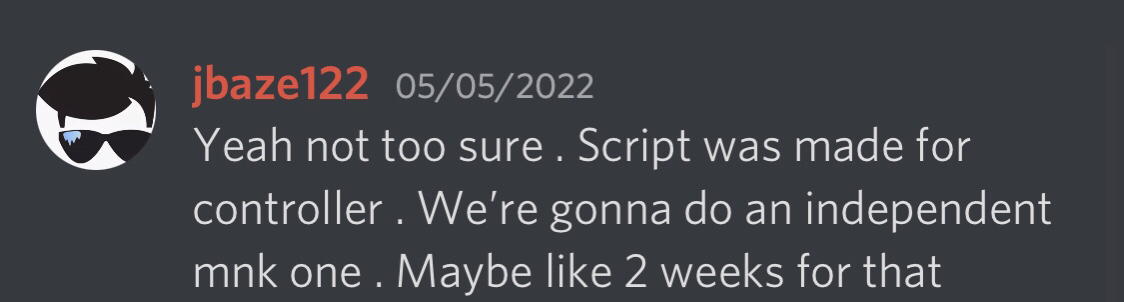 jbaze122 05/05/2022
Yeah not too sure . Script was made for
controller . We’re gonna do an independent
mnk one . Maybe like 2 weeks for that